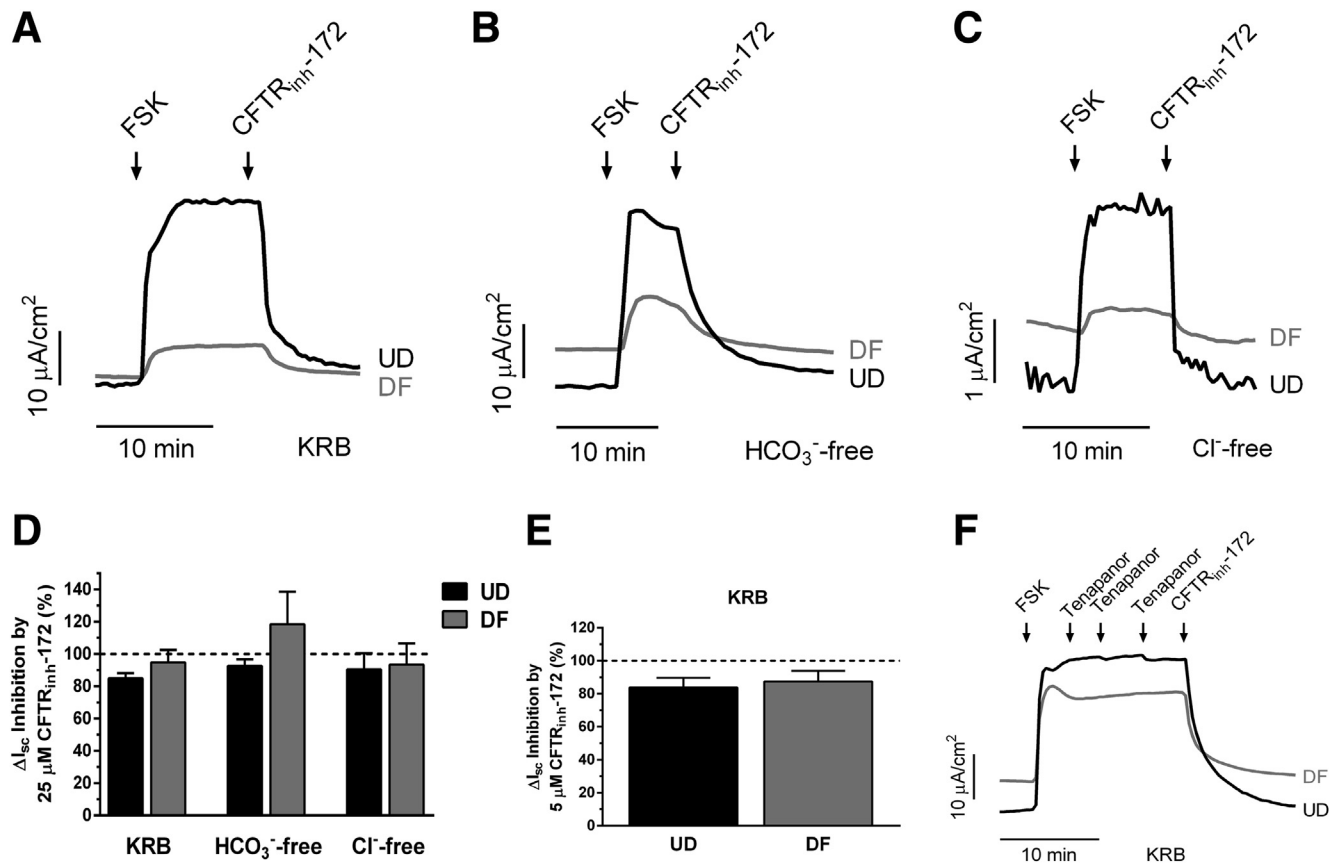 A
FSK
CFTRinh-172
10 μA/cm2
UD
DF
10 min
KRB
B
FSK
CFTRinh-172
10 μA/cm2
DF
UD
10 min
HCO3--free
C
FSK
CFTRinh-172
1 μA/cm2
DF
UD
10 min
Cl--free
D
ΔIsc Inhibition by
25 μM CFTRinh-172 (%)
140
120
100
80
60
40
20
0
KRB
HCO3--free
Cl--free
UD
DF
E
KRB
ΔIsc Inhibition by
5 μM CFTRinh-172 (%)
120
100
80
60
40
20
0
UD
DF
F
FSK
Tenapanor
Tenapanor
Tenapanor
CFTRinh-172
10 μA/cm2
DF
UD
10 min
KRB